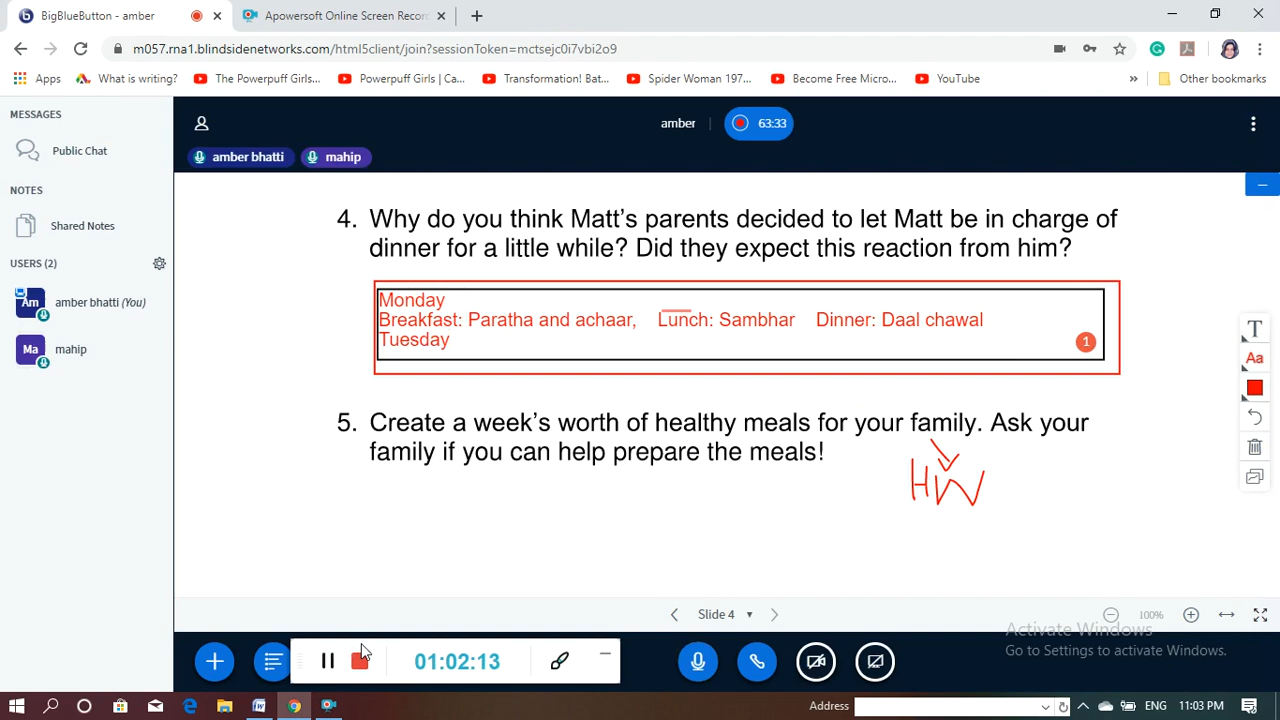 BigBlueButton - amber
Apowersoft Online Screen Recor
m057.rna1.blindsidenetworks.com/html5client/join?sessionToken=mctsejc0i7vbi2o9
Apps
What is writing?
The Powerpuff Girls...
Powerpuff Girls | Ca...
Transformation! Bat...
Spider Woman 197...
Become Free Micro...
YouTube
»
Other bookmarks
MESSAGES
Public Chat
NOTES
Shared Notes
USERS (2)
Am amber bhatti (You)
Ma mahip
amber
63:33
amber bhatti
mahip
4. Why do you think Matt's parents decided to let Matt be in charge of
dinner for a little while? Did they expect this reaction from him?
Monday
Breakfast: Paratha and achaar, Lunch: Sambhar Dinner: Daal chawal
Tuesday
1
5. Create a week's worth of healthy meals for your family. Ask your
family if you can help prepare the meals!
HW
T
Aa
Slide 4
100%
01:02:13
Activate Windows
Go to Settings to activate Windows.
Address
ENG
11:03 PM